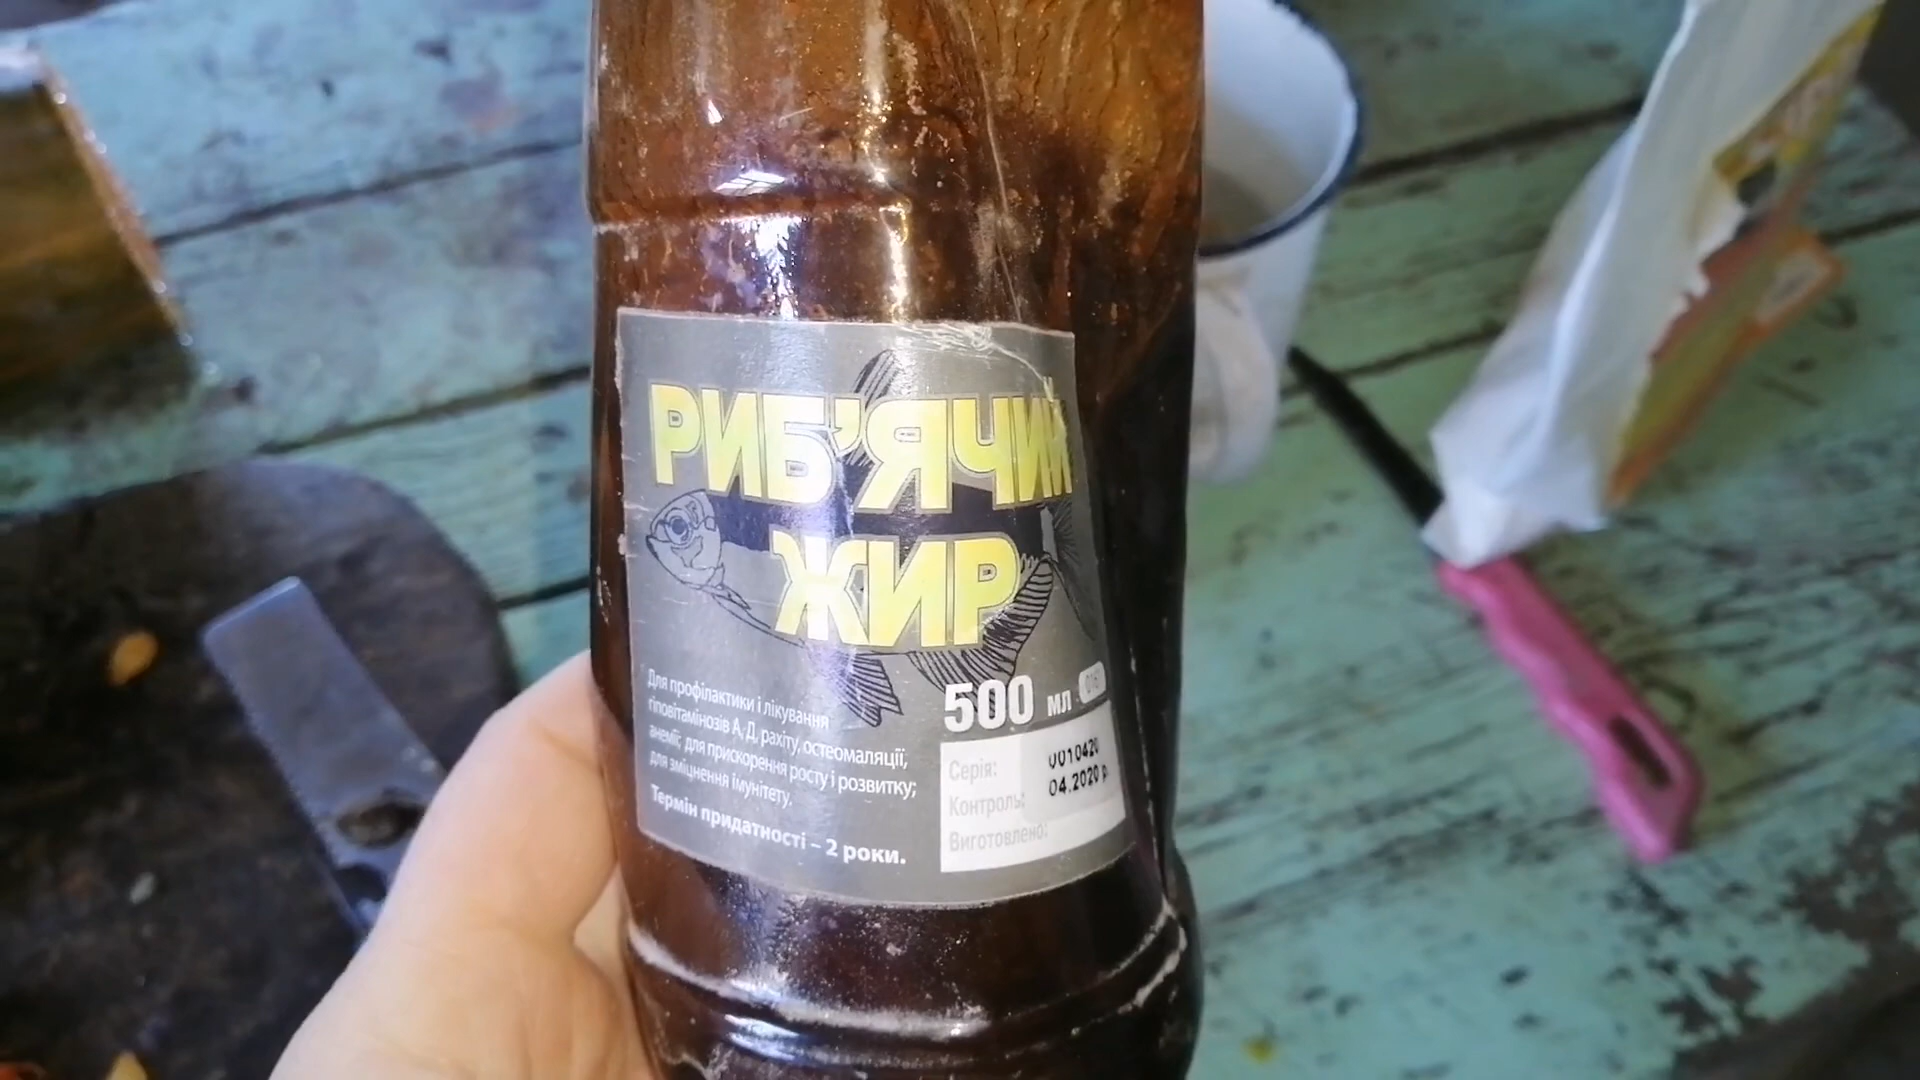 РИБ'ЯЧИЙ
ЖИР
Для профілактики і лікування
гіповітамінозів А, Д, рахіту, остеомаляції,
анемії; для прискорення росту і розвитку;
для зміцнення імунітету.
Термін придатності – 2 роки.
500 мл
Серія: 0010420
Контроль: 04.2020 р.
Виготовлено: